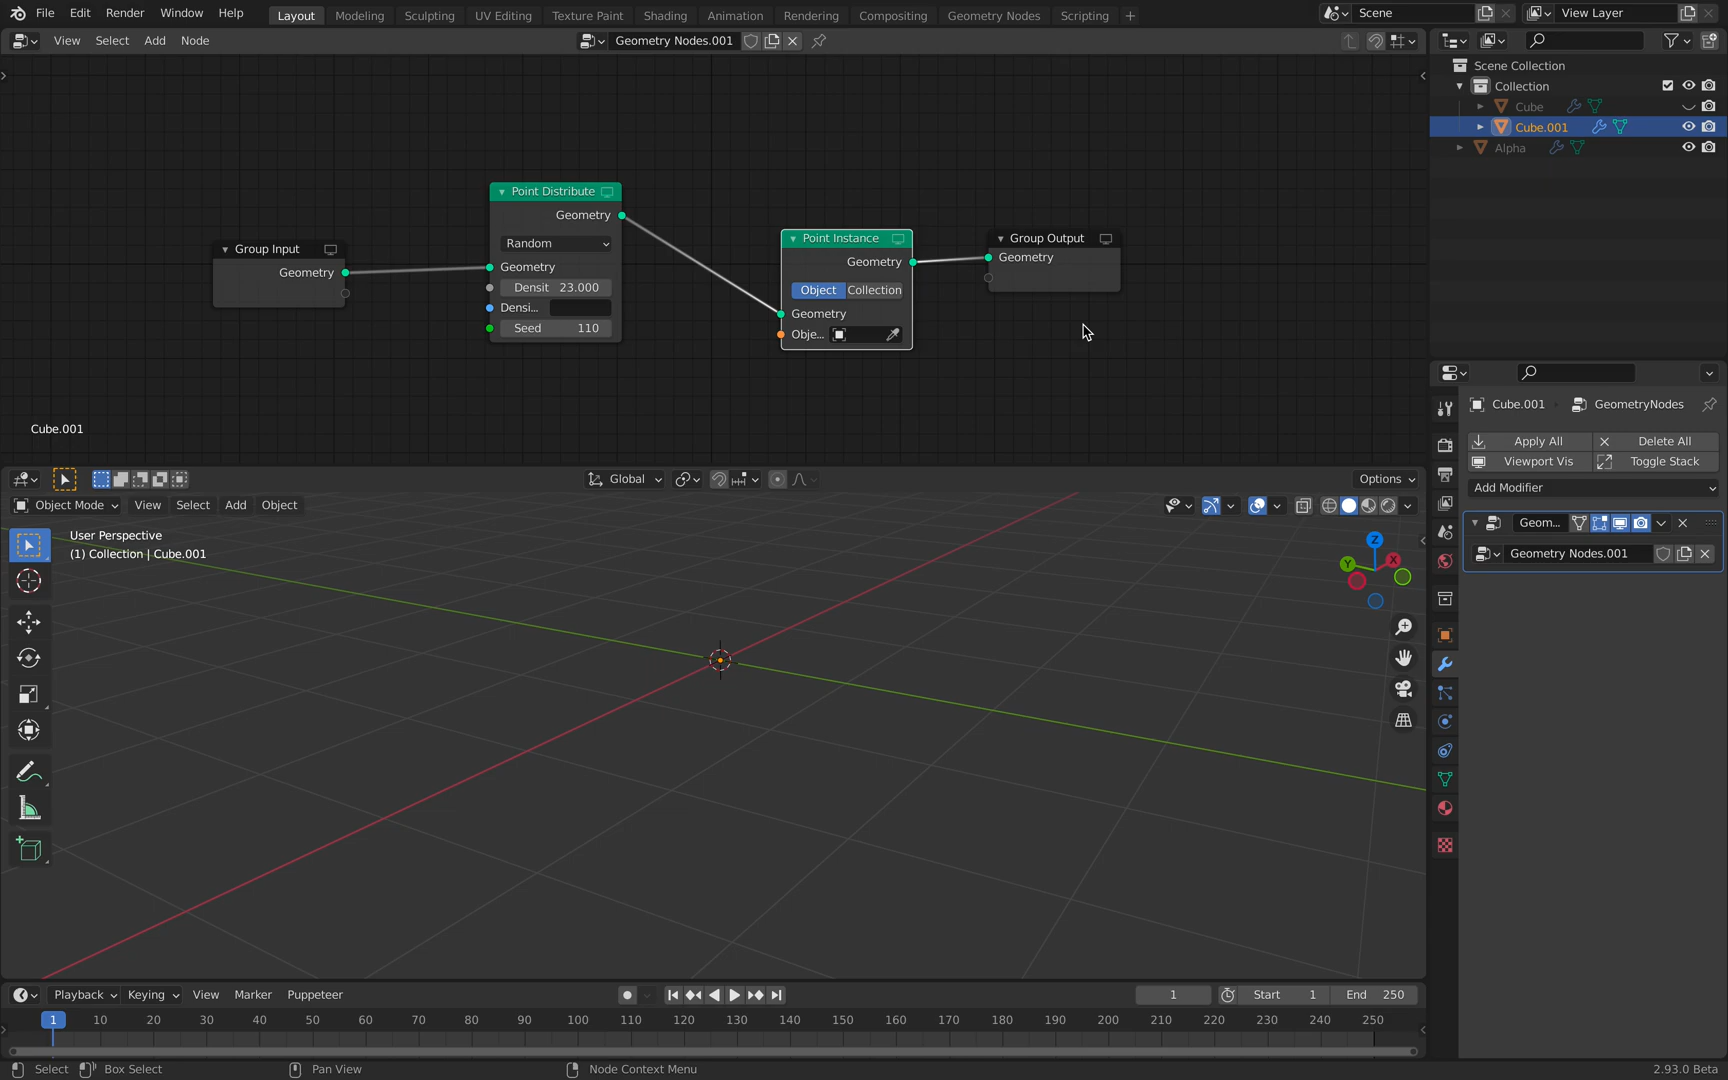 File Edit Render Window Help Layout Modeling Sculpting UV Editing Texture Paint Shading Animation Rendering Compositing Geometry Nodes Scripting Scene View Layer
View Select Add Node Geometry Nodes.001
Scene Collection
Collection
Cube
Cube.001
Alpha
Point Distribute
Geometry
Random
Geometry
Densit 23.000
Densi...
Seed 110
Group Input
Geometry
Point Instance
Geometry
Object Collection
Geometry
Obje...
Group Output
Geometry
Cube.001
Cube.001 GeometryNodes
Apply All Delete All
Viewport Vis Toggle Stack
Add Modifier
Geom...
Geometry Nodes.001
Global Options
Object Mode View Select Add Object
User Perspective
(1) Collection | Cube.001
Z
Y X
Playback Keying View Marker Puppeteer 1 Start 1 End 250
1 10 20 30 40 50 60 70 80 90 100 110 120 130 140 150 160 170 180 190 200 210 220 230 240 250
Select Box Select Pan View Node Context Menu 2.93.0 Beta